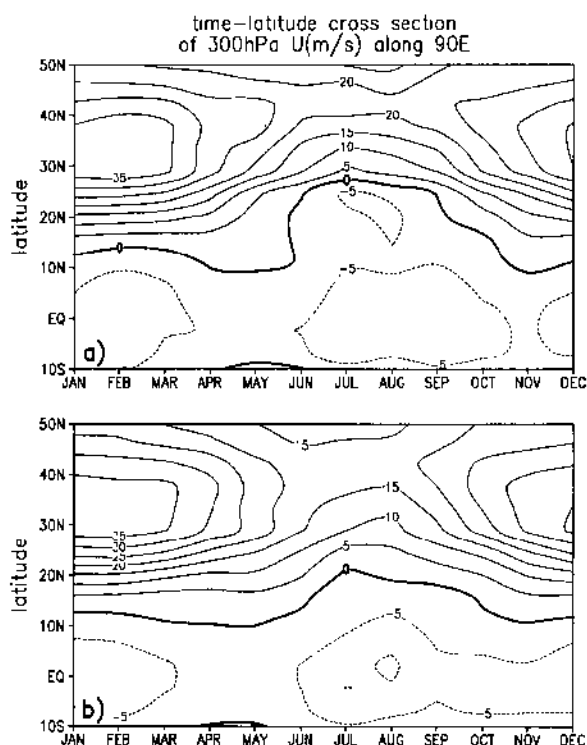 time-latitude cross section
of 300hPa U(m/s) along 90E
50N
40N
30N
20N
10N
EQ
10S
latitude
20
20
15
10
5
0
-5
35
0
-5
-5
-5
a)
JAN FEB MAR APR MAY JUN JUL AUG SEP OCT NOV DEC
50N
40N
30N
20N
10N
EQ
10S
latitude
15
15
10
5
0
35
30
25
20
-5
-5
-5
b)
JAN FEB MAR APR MAY JUN JUL AUG SEP OCT NOV DEC